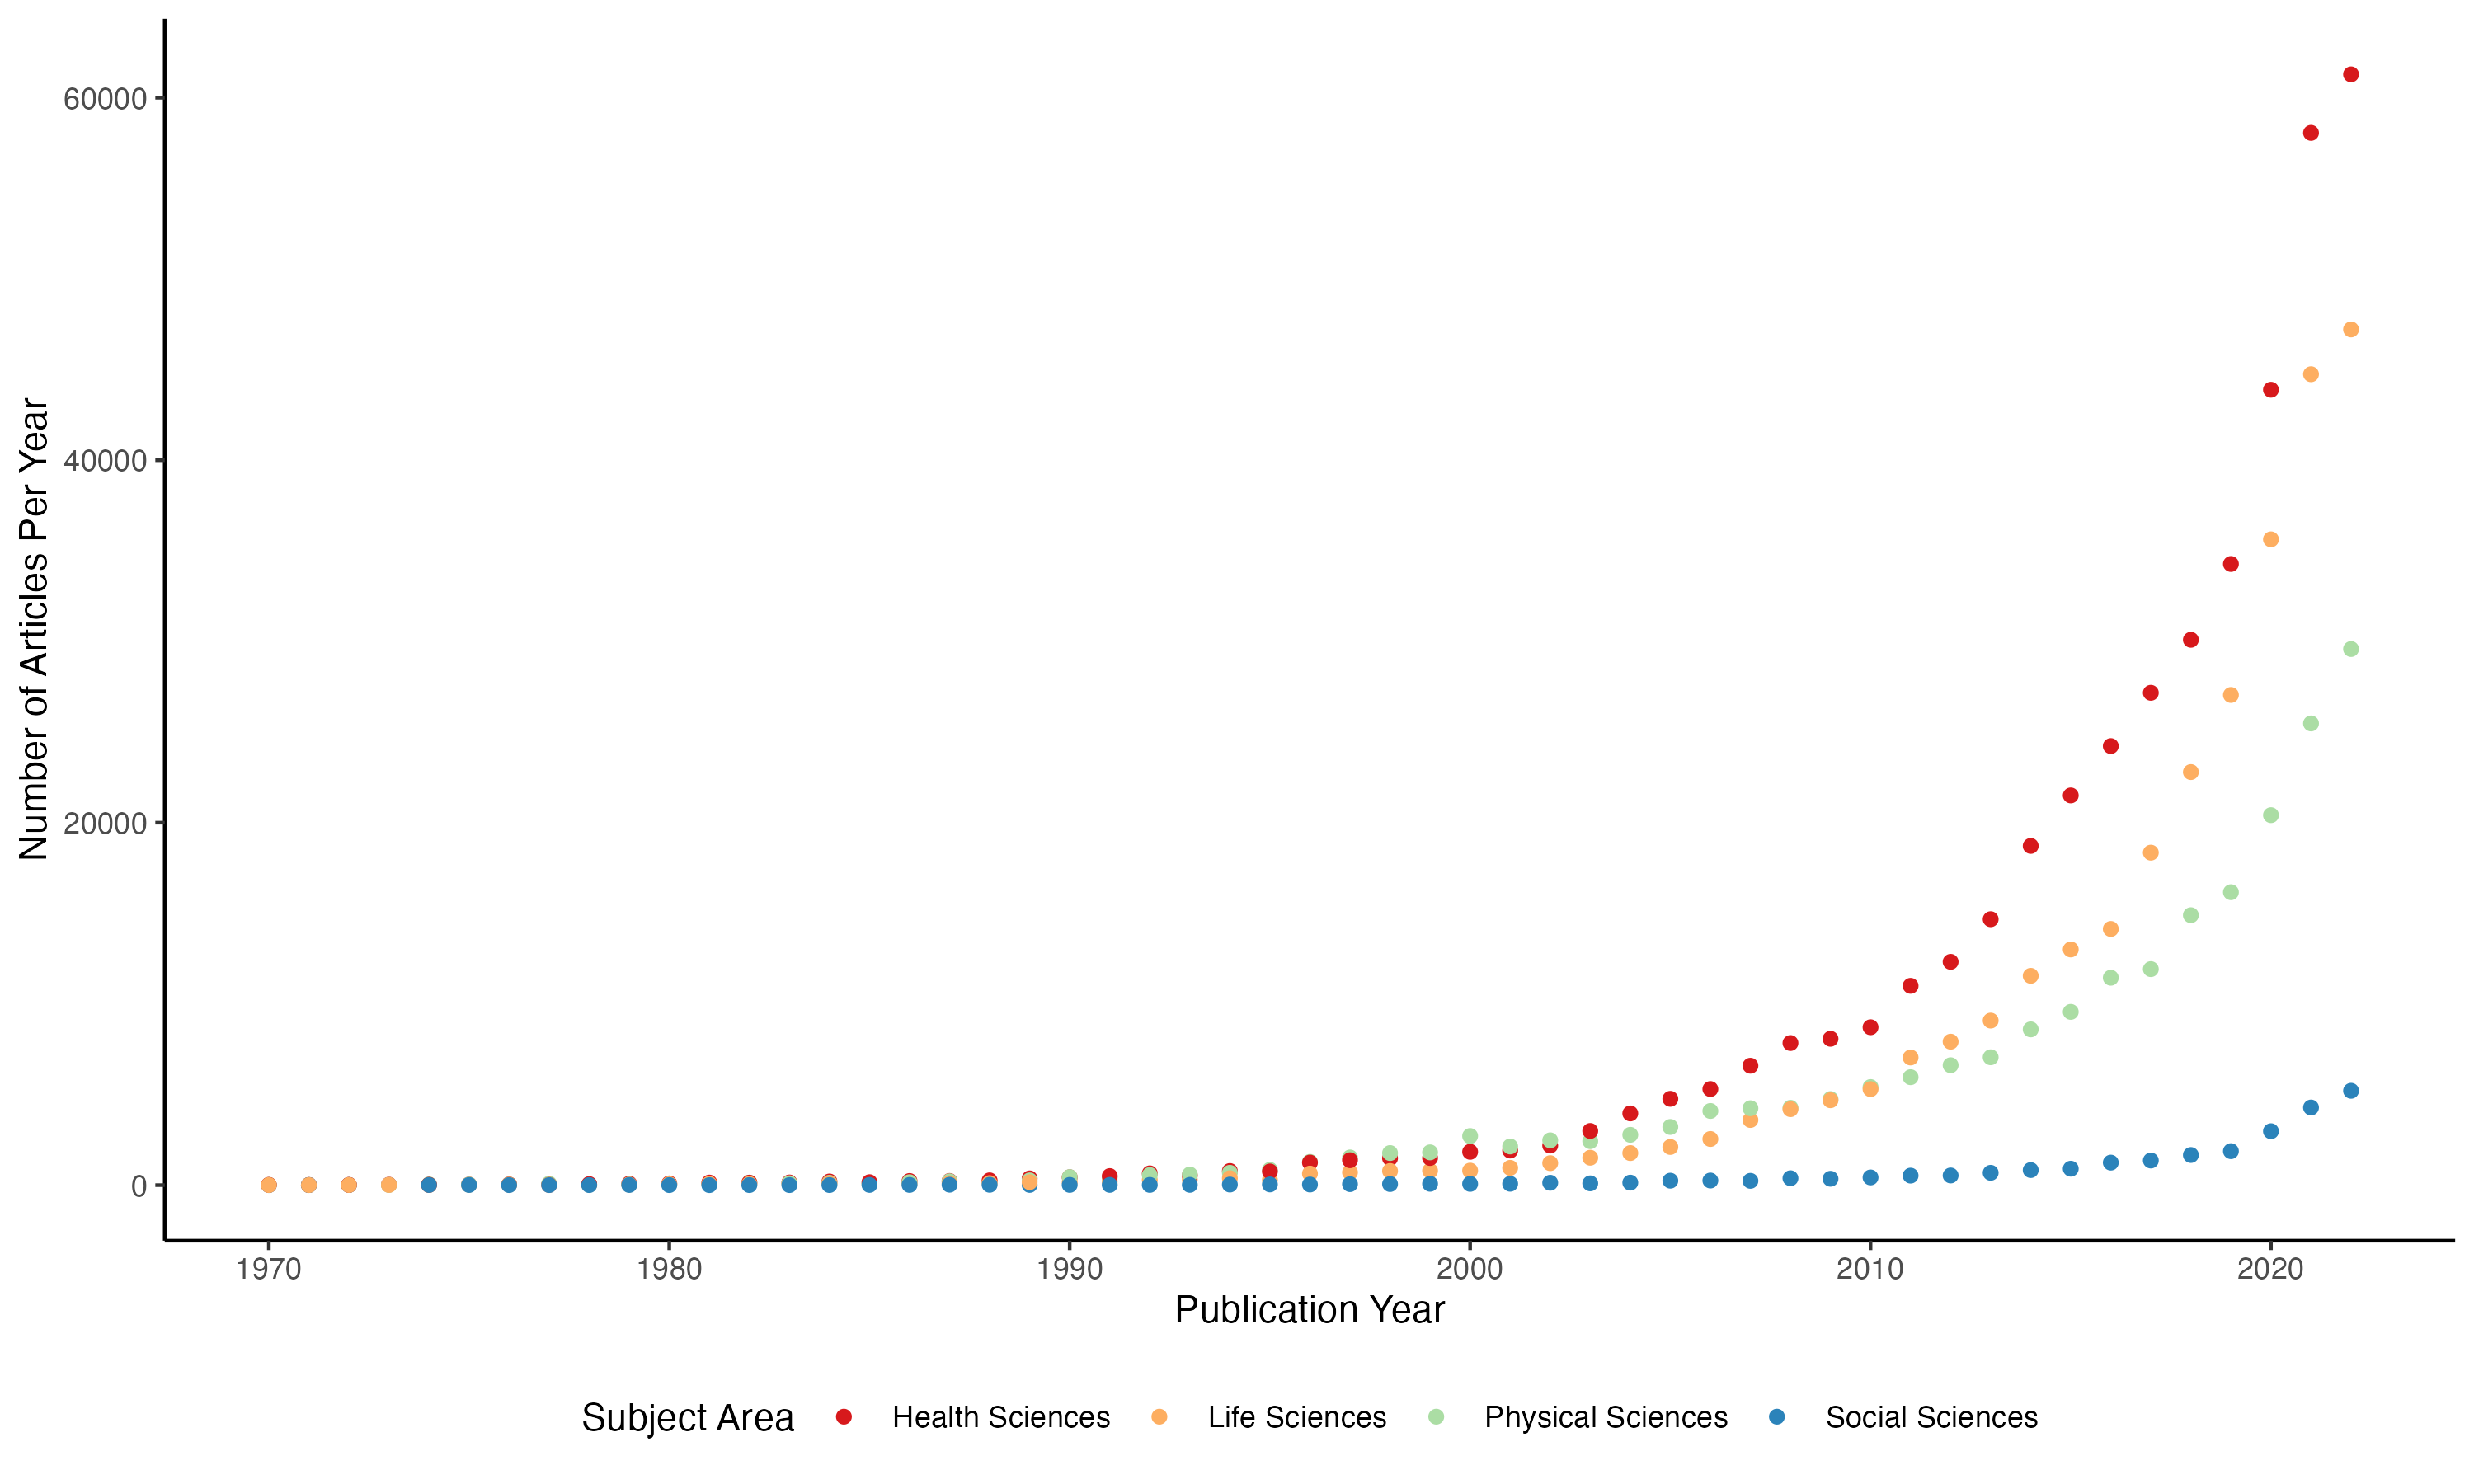 60000
40000
20000
0
Number of Articles Per Year
1970 1980 1990 2000 2010 2020
Publication Year
Subject Area Health Sciences Life Sciences Physical Sciences Social Sciences